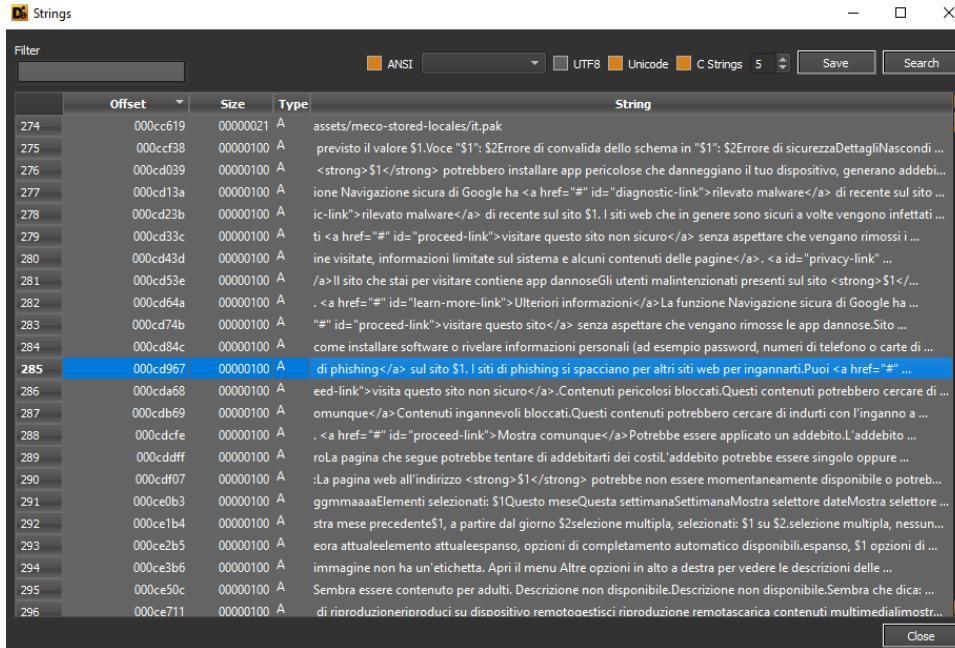 De Strings
Filter
ANSI UTF8 Unicode C Strings 5 Save Search
Offset Size Type String
274 000cc619 00000021 A assets/meco-stored-locales/it.pak
275 000ccf38 00000100 A previsto il valore $1.Voce "$1": $2Errore di convalida dello schema in "$1": $2Errore di sicurezzaDettagliNascondi ...
276 000cd039 00000100 A <strong>$1</strong> potrebbero installare app pericolose che danneggiano il tuo dispositivo, generano addebi...
277 000cd13a 00000100 A ione Navigazione sicura di Google ha <a href="#" id="diagnostic-link">rilevato malware</a> di recente sul sito ...
278 000cd23b 00000100 A ic-link">rilevato malware</a> di recente sul sito $1. I siti web che in genere sono sicuri a volte vengono infettati ...
279 000cd33c 00000100 A ti <a href="#" id="proceed-link">visitare questo sito non sicuro</a> senza aspettare che vengano rimossi i ...
280 000cd43d 00000100 A ine visitate, informazioni limitate sul sistema e alcuni contenuti delle pagine</a>. <a id="privacy-link" ...
281 000cd53e 00000100 A /a>Il sito che stai per visitare contiene app dannoseGli utenti malintenzionati presenti sul sito <strong>$1</...
282 000cd64a 00000100 A . <a href="#" id="learn-more-link">Ulteriori informazioni</a>La funzione Navigazione sicura di Google ha ...
283 000cd74b 00000100 A "#" id="proceed-link">visitare questo sito</a> senza aspettare che vengano rimosse le app dannose.Sito ...
284 000cd84c 00000100 A come installare software o rivelare informazioni personali (ad esempio password, numeri di telefono o carte di ...
285 000cd967 00000100 A di phishing</a> sul sito $1. I siti di phishing si spacciano per altri siti web per ingannarti.Puoi <a href="#" ...
286 000cda68 00000100 A eed-link">visita questo sito non sicuro</a>.Contenuti pericolosi bloccati.Questi contenuti potrebbero cercare di ...
287 000cdb69 00000100 A omunque</a>Contenuti ingannevoli bloccati.Questi contenuti potrebbero cercare di indurti con l'inganno a ...
288 000cdcfe 00000100 A . <a href="#" id="proceed-link">Mostra comunque</a>Potrebbe essere applicato un addebito.L'addebito ...
289 000cddff 00000100 A roLa pagina che segue potrebbe tentare di addebitarti dei costiL'addebito potrebbe essere singolo oppure ...
290 000cdf07 00000100 A :La pagina web all'indirizzo <strong>$1</strong> potrebbe non essere momentaneamente disponibile o potreb...
291 000ce0b3 00000100 A ggmmaaaaElementi selezionati: $1Questo meseQuesta settimanaSettimanaMostra selettore dateMostra selettore ...
292 000ce1b4 00000100 A stra mese precedente$1, a partire dal giorno $2selezione multipla, selezionati: $1 su $2.selezione multipla, nessun...
293 000ce2b5 00000100 A eora attualeelemento attualeespanso, opzioni di completamento automatico disponibili.espanso, $1 opzioni di ...
294 000ce3b6 00000100 A immagine non ha un'etichetta. Apri il menu Altre opzioni in alto a destra per vedere le descrizioni delle ...
295 000ce50c 00000100 A Sembra essere contenuto per adulti. Descrizione non disponibile.Descrizione non disponibile.Sembra che dica: ...
296 000ce711 00000100 A di riproduzioneriproduci su dispositivo remotogestisci riproduzione remotascarica contenuti multimedialimostr...
Close